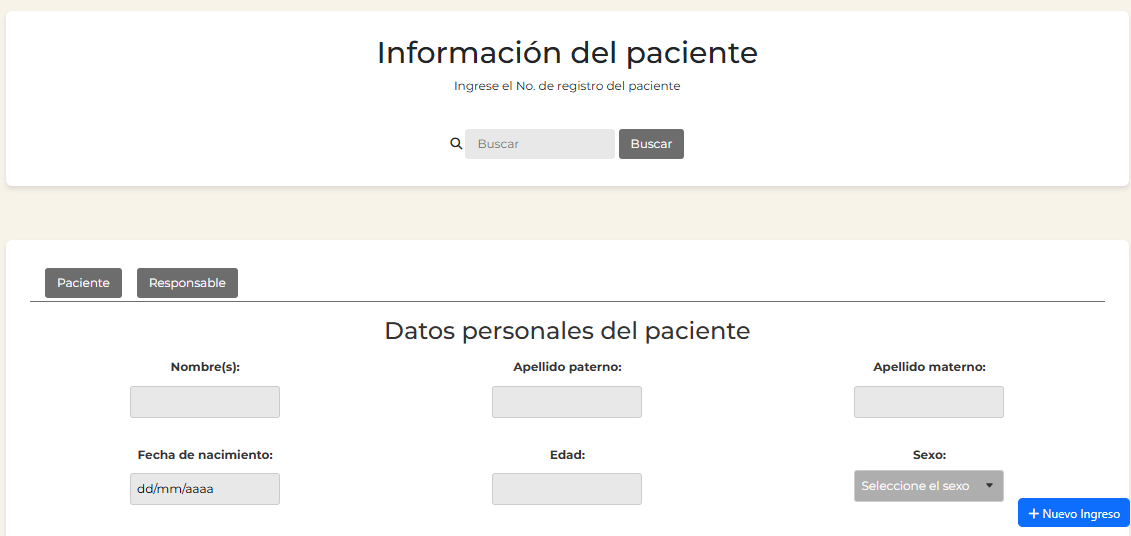 Información del paciente
Ingrese el No. de registro del paciente
Buscar Buscar
Paciente Responsable
Datos personales del paciente
Nombre(s): Apellido paterno: Apellido materno:
Fecha de nacimiento: Edad: Sexo:
dd/mm/aaaa Seleccione el sexo
+ Nuevo Ingreso